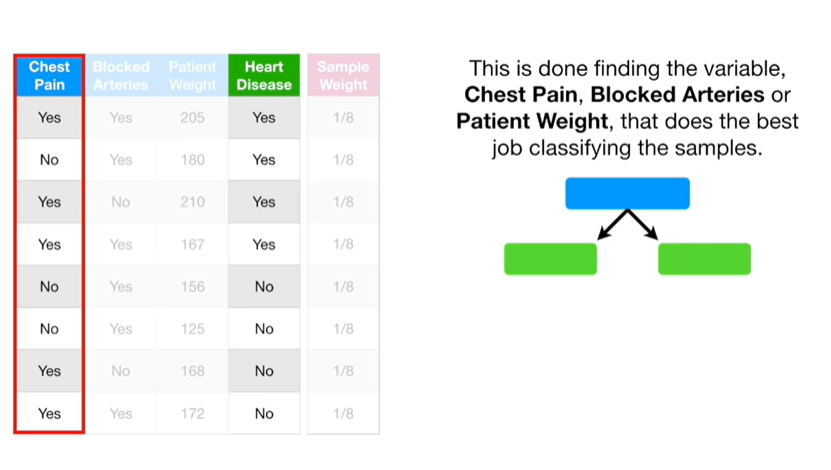 Chest Pain Blocked Arteries Patient Weight Heart Disease Sample Weight
Yes Yes 205 Yes 1/8
No Yes 180 Yes 1/8
Yes No 210 Yes 1/8
Yes Yes 167 Yes 1/8
No Yes 156 No 1/8
No Yes 125 No 1/8
Yes No 168 No 1/8
Yes Yes 172 No 1/8
This is done finding the variable,
Chest Pain, Blocked Arteries or
Patient Weight, that does the best
job classifying the samples.